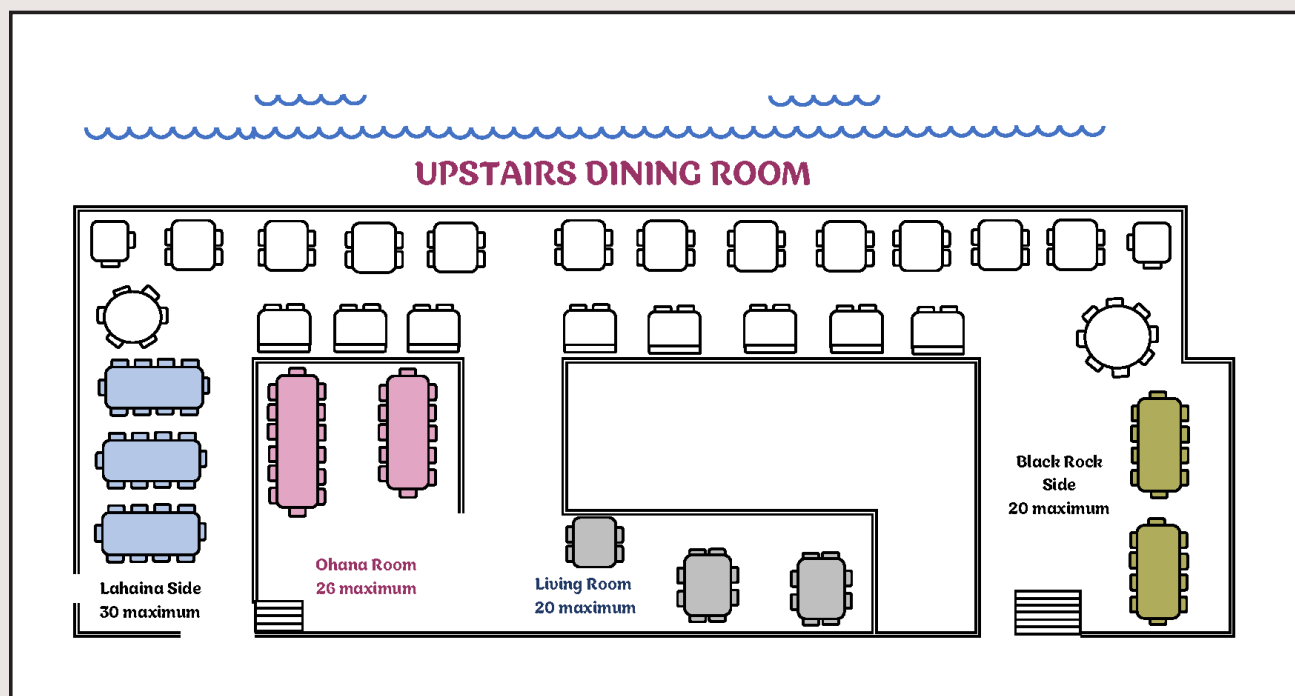 UPSTAIRS DINING ROOM
Black Rock
Side
20 maximum
Ohana Room
26 maximum
Living Room
20 maximum
Lahaina Side
30 maximum